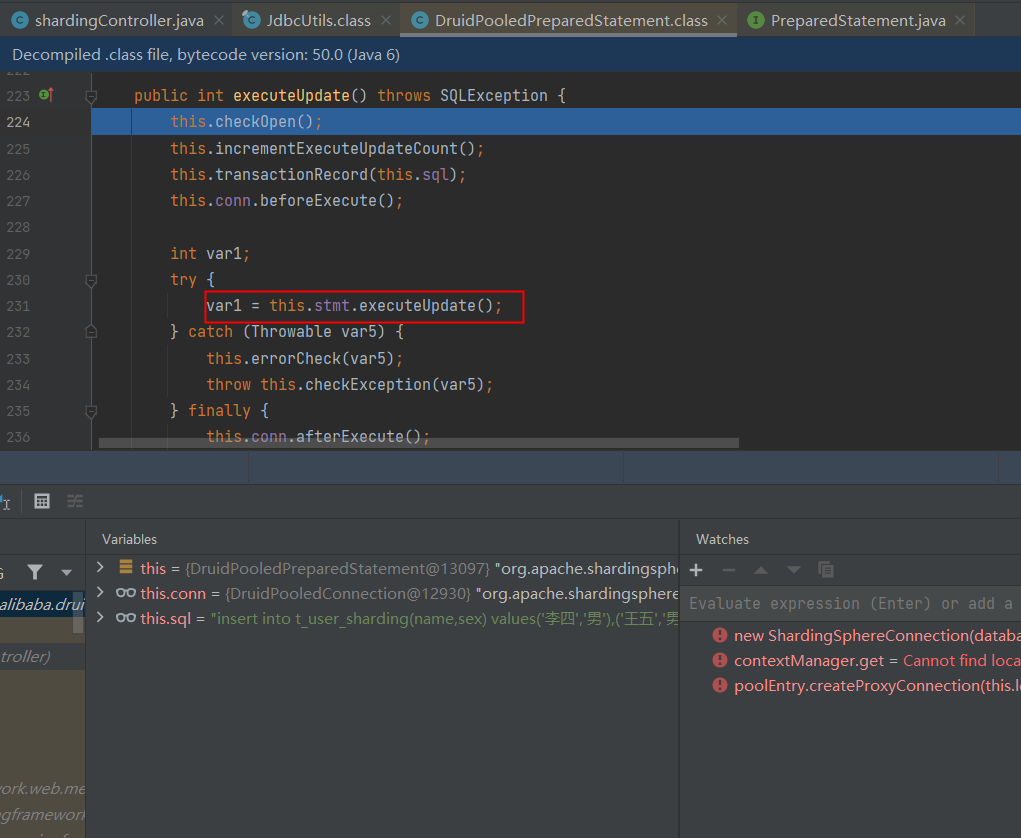 shardingController.java JdbcUtils.class DruidPooledPreparedStatement.class PreparedStatement.java
Decompiled .class file, bytecode version: 50.0 (Java 6)
222
223 public int executeUpdate() throws SQLException {
224 this.checkOpen();
225 this.incrementExecuteUpdateCount();
226 this.transactionRecord(this.sql);
227 this.conn.beforeExecute();
228
229 int var1;
230 try {
231 var1 = this.stmt.executeUpdate();
232 } catch (Throwable var5) {
233 this.errorCheck(var5);
234 throw this.checkException(var5);
235 } finally {
236 this.conn.afterExecute();
Variables
Watches
this = {DruidPooledPreparedStatement@13097} "org.apache.shardingsphe
this.conn = {DruidPooledConnection@12930} "org.apache.shardingsphere
this.sql = "insert into t_user_sharding(name,sex) values('李四','男'),('王五','男
Evaluate expression (Enter) or add a
new ShardingSphereConnection(databa
contextManager.get = Cannot find loca
poolEntry.createProxyConnection(this.l
alibaba.drui
troller)
ork.web.me
gframework